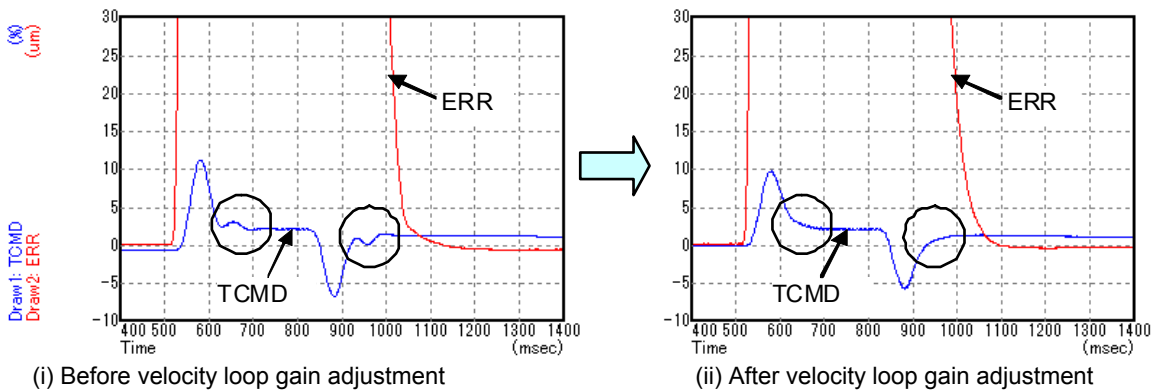 (%)
(um)
Draw1: TCMD
Draw2: ERR
30
25
20
15
10
5
0
-5
-10
400 500 600 700 800 900 1000 1100 1200 1300 1400
Time (msec)
ERR
TCMD
(i) Before velocity loop gain adjustment
30
25
20
15
10
5
0
-5
-10
400 500 600 700 800 900 1000 1100 1200 1300 1400
Time (msec)
ERR
TCMD
(ii) After velocity loop gain adjustment